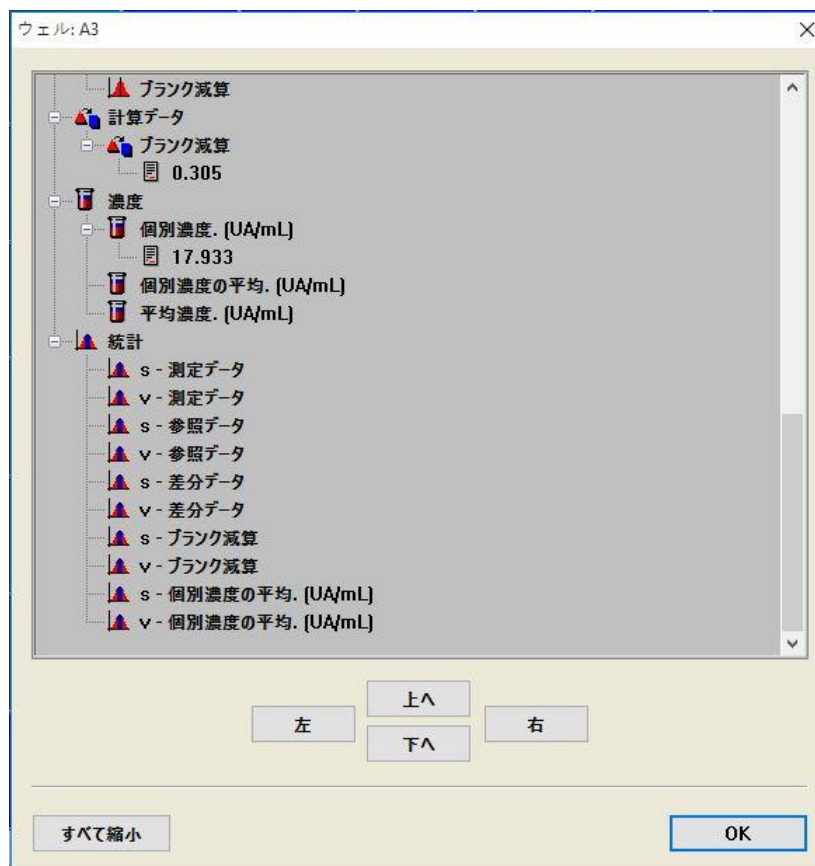 ウェル: A3
ブランク減算
計算データ
ブランク減算
0.305
濃度
個別濃度. (UA/mL)
17.933
個別濃度の平均. (UA/mL)
平均濃度. (UA/mL)
統計
s - 測定データ
v - 測定データ
s - 参照データ
v - 参照データ
s - 差分データ
v - 差分データ
s - ブランク減算
v - ブランク減算
s - 個別濃度の平均. (UA/mL)
v - 個別濃度の平均. (UA/mL)
上へ
左
右
下へ
すべて縮小
OK